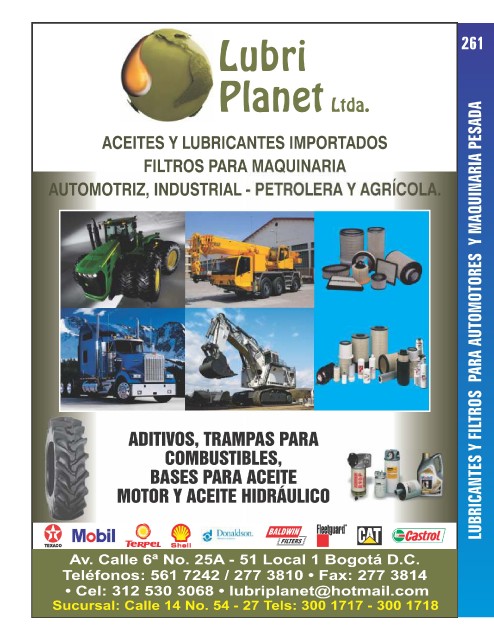 261
Lubri
Planet Ltda.
ACEITES Y LUBRICANTES IMPORTADOS
FILTROS PARA MAQUINARIA
AUTOMOTRIZ, INDUSTRIAL - PETROLERA Y AGRÍCOLA.
LUBRICANTES Y FILTROS PARA AUTOMOTORES Y MAQUINARIA PESADA
ADITIVOS, TRAMPAS PARA
COMBUSTIBLES,
BASES PARA ACEITE
MOTOR Y ACEITE HIDRÁULICO
TEXACO Mobil TERPEL Shell Donaldson. BALDWIN FILTERS Fleetguard CAT Castrol
Av. Calle 6ª No. 25A - 51 Local 1 Bogotá D.C.
Teléfonos: 561 7242 / 277 3810 • Fax: 277 3814
• Cel: 312 530 3068 • lubriplanet@hotmail.com
Sucursal: Calle 14 No. 54 - 27 Tels: 300 1717 - 300 1718